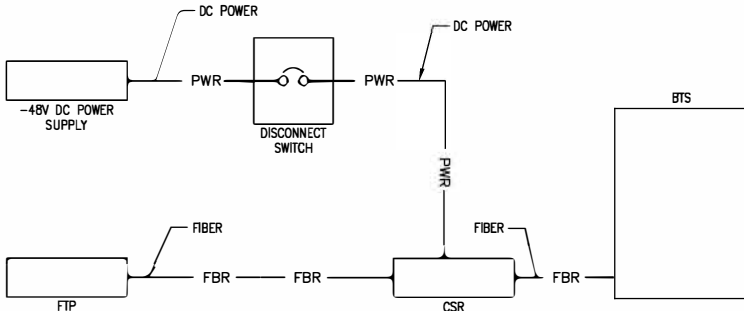 DC POWER
DC POWER
PWR
PWR
-48V DC POWER
SUPPLY
DISCONNECT
SWITCH
BTS
PWR
FIBER
FIBER
FBR
FBR
FBR
FTP
CSR